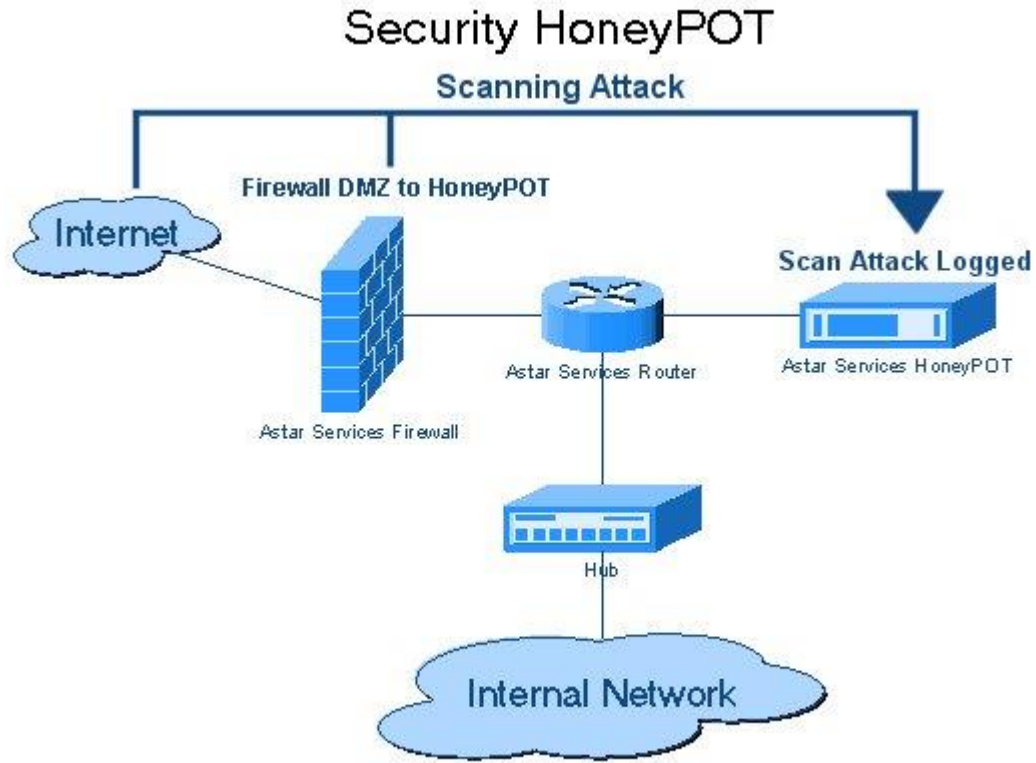 Security HoneyPOT
Scanning Attack
Firewall DMZ to HoneyPOT
Internet
Scan Attack Logged
Astar Services Router
Astar Services HoneyPOT
Astar Services Firewall
Hub
Internal Network